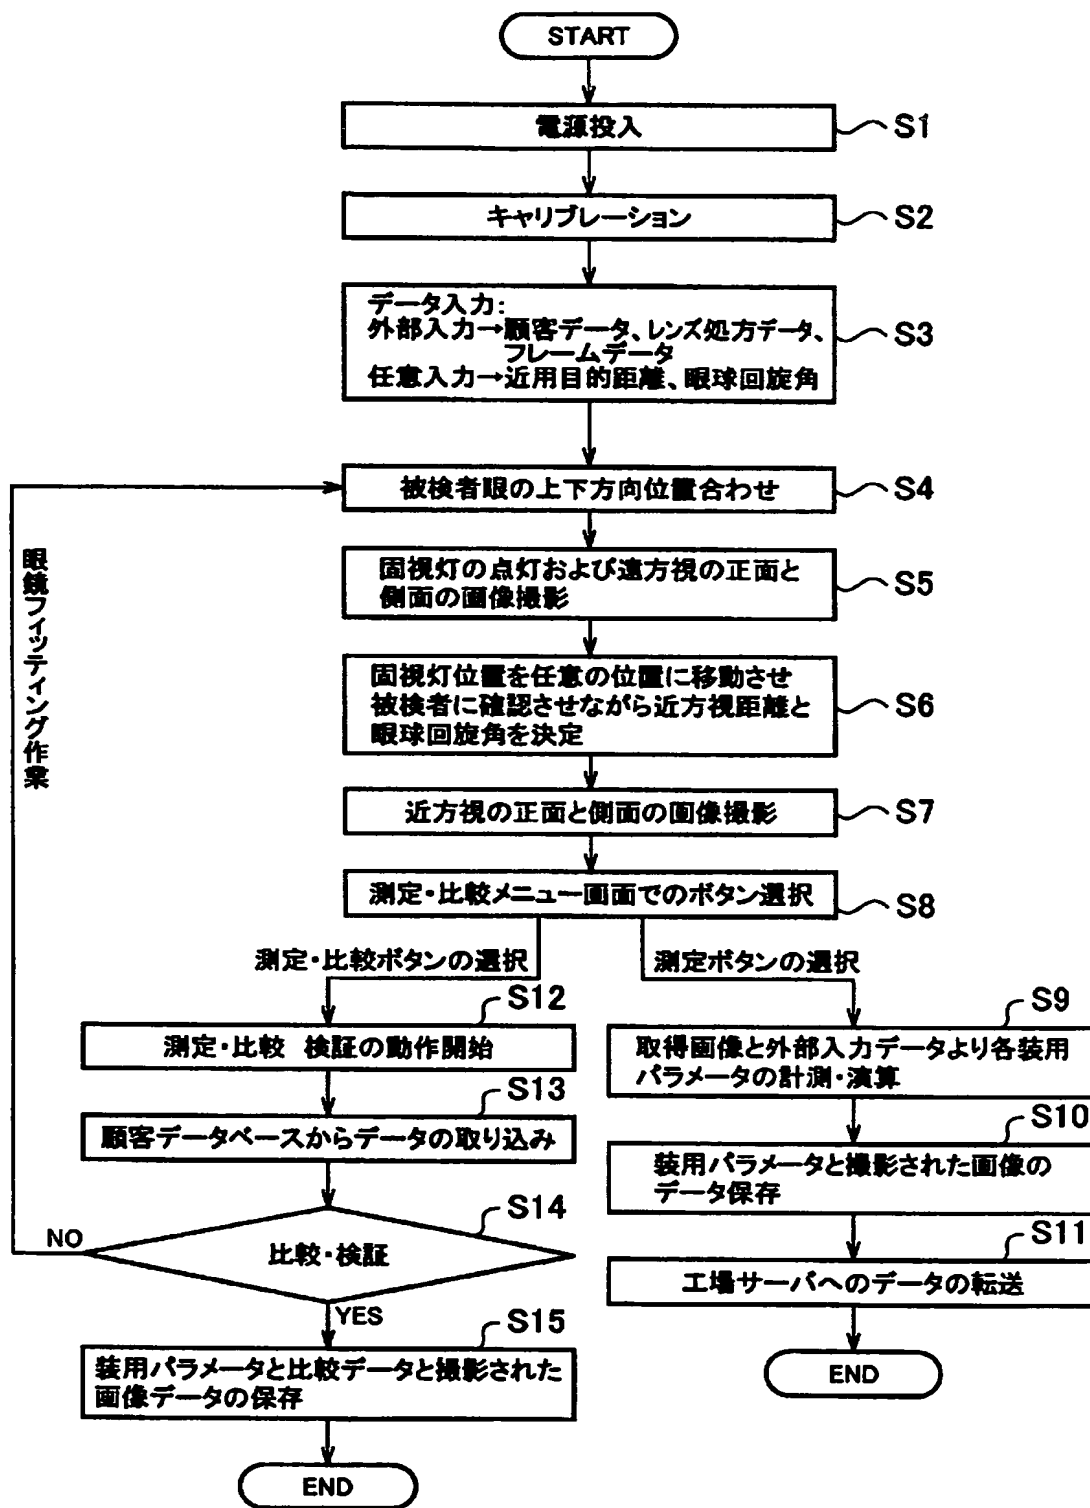 START
電源投入
S1
キャリブレーション
S2
データ入力:
外部入力→顧客データ、レンズ処方データ、
フレームデータ
任意入力→近用目的距離、眼球回旋角
S3
被検者眼の上下方向位置合わせ
S4
固視灯の点灯および遠方視の正面と
側面の画像撮影
S5
固視灯位置を任意の位置に移動させ
被検者に確認させながら近方視距離と
眼球回旋角を決定
S6
近方視の正面と側面の画像撮影
S7
測定・比較メニュー画面でのボタン選択
S8
測定・比較ボタンの選択
測定ボタンの選択
S12
測定・比較 検証の動作開始
S13
顧客データベースからデータの取り込み
S14
比較・検証
NO
眼鏡フィッティング作業
YES
S15
装用パラメータと比較データと撮影された
画像データの保存
END
S9
取得画像と外部入力データより各装用
パラメータの計測・演算
S10
装用パラメータと撮影された画像の
データ保存
S11
工場サーバへのデータの転送
END